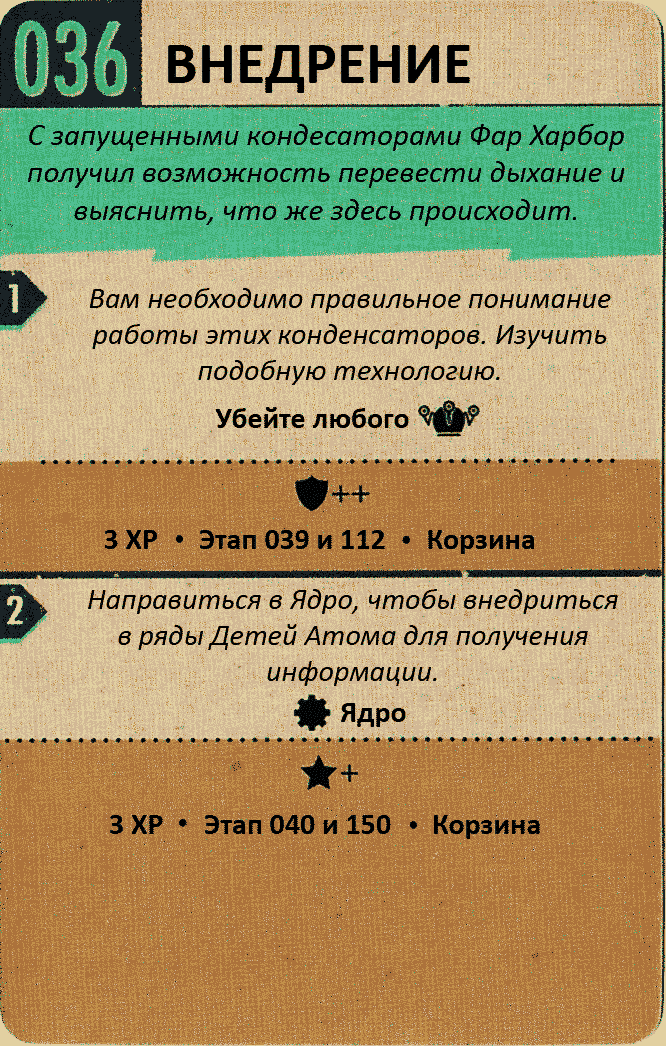 036
ВНЕДРЕНИЕ
С запущенными кондесаторами Фар Харбор
получил возможность перевести дыхание и
выяснить, что же здесь происходит.
1
Вам необходимо правильное понимание
работы этих конденсаторов. Изучить
подобную технологию.
Убейте любого
++
3 XP • Этап 039 и 112 • Корзина
2
Направиться в Ядро, чтобы внедриться
в ряды Детей Атома для получения
информации.
Ядро
+
3 XP • Этап 040 и 150 • Корзина